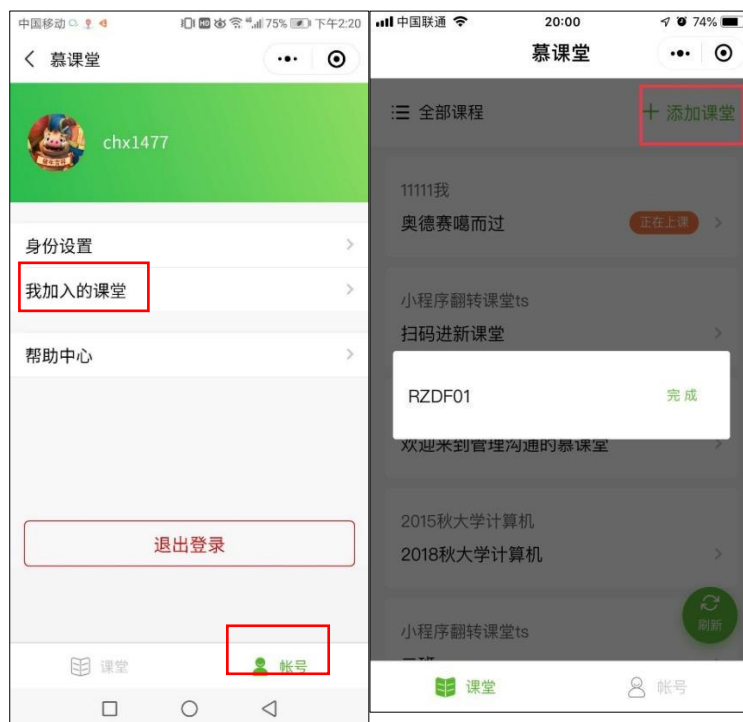 中国移动
HD
46
75%
下午2:20
慕课堂
chx1477
身份设置
我加入的课堂
帮助中心
退出登录
课堂
帐号
中国联通
20:00
74%
慕课堂
全部课程
+ 添加课堂
11111我
奥德赛噶而过
正在上课
小程序翻转课堂ts
扫码进新课堂
RZDF01
完成
欢迎来到管理沟通的慕课堂
2015秋大学计算机
2018秋大学计算机
刷新
小程序翻转课堂ts
课堂
帐号